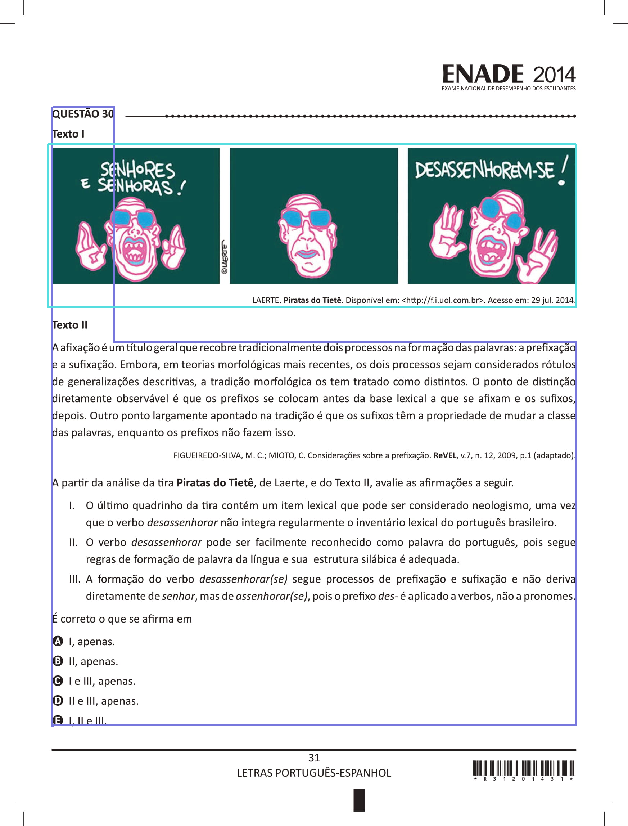 ENADE 2014
EXAME NACIONAL DE DESEMPENHO DOS ESTUDANTES
QUESTÃO 30
Texto I
SENHORES
E SENHORAS!
©LAERTE
DESASSENHOREM-SE!
LAERTE. Piratas do Tietê. Disponível em: <http://f.i.uol.com.br>. Acesso em: 29 jul. 2014.
Texto II
A afixação é um título geral que recobre tradicionalmente dois processos na formação das palavras: a prefixação
e a sufixação. Embora, em teorias morfológicas mais recentes, os dois processos sejam considerados rótulos
de generalizações descritivas, a tradição morfológica os tem tratado como distintos. O ponto de distinção
diretamente observável é que os prefixos se colocam antes da base lexical a que se afixam e os sufixos,
depois. Outro ponto largamente apontado na tradição é que os sufixos têm a propriedade de mudar a classe
das palavras, enquanto os prefixos não fazem isso.
FIGUEIREDO-SILVA, M. C.; MIOTO, C. Considerações sobre a prefixação. ReVEL, v.7, n. 12, 2009, p.1 (adaptado).
A partir da análise da tira Piratas do Tietê, de Laerte, e do Texto II, avalie as afirmações a seguir.
I. O último quadrinho da tira contém um item lexical que pode ser considerado neologismo, uma vez
que o verbo desassenhorar não integra regularmente o inventário lexical do português brasileiro.
II. O verbo desassenhorar pode ser facilmente reconhecido como palavra do português, pois segue
regras de formação de palavra da língua e sua estrutura silábica é adequada.
III. A formação do verbo desassenhorar(se) segue processos de prefixação e sufixação e não deriva
diretamente de senhor, mas de assenhorar(se), pois o prefixo des- é aplicado a verbos, não a pronomes.
É correto o que se afirma em
A I, apenas.
B II, apenas.
C I e III, apenas.
D II e III, apenas.
E I, II e III.
31
LETRAS PORTUGUÊS-ESPANHOL
*R3120143 1*